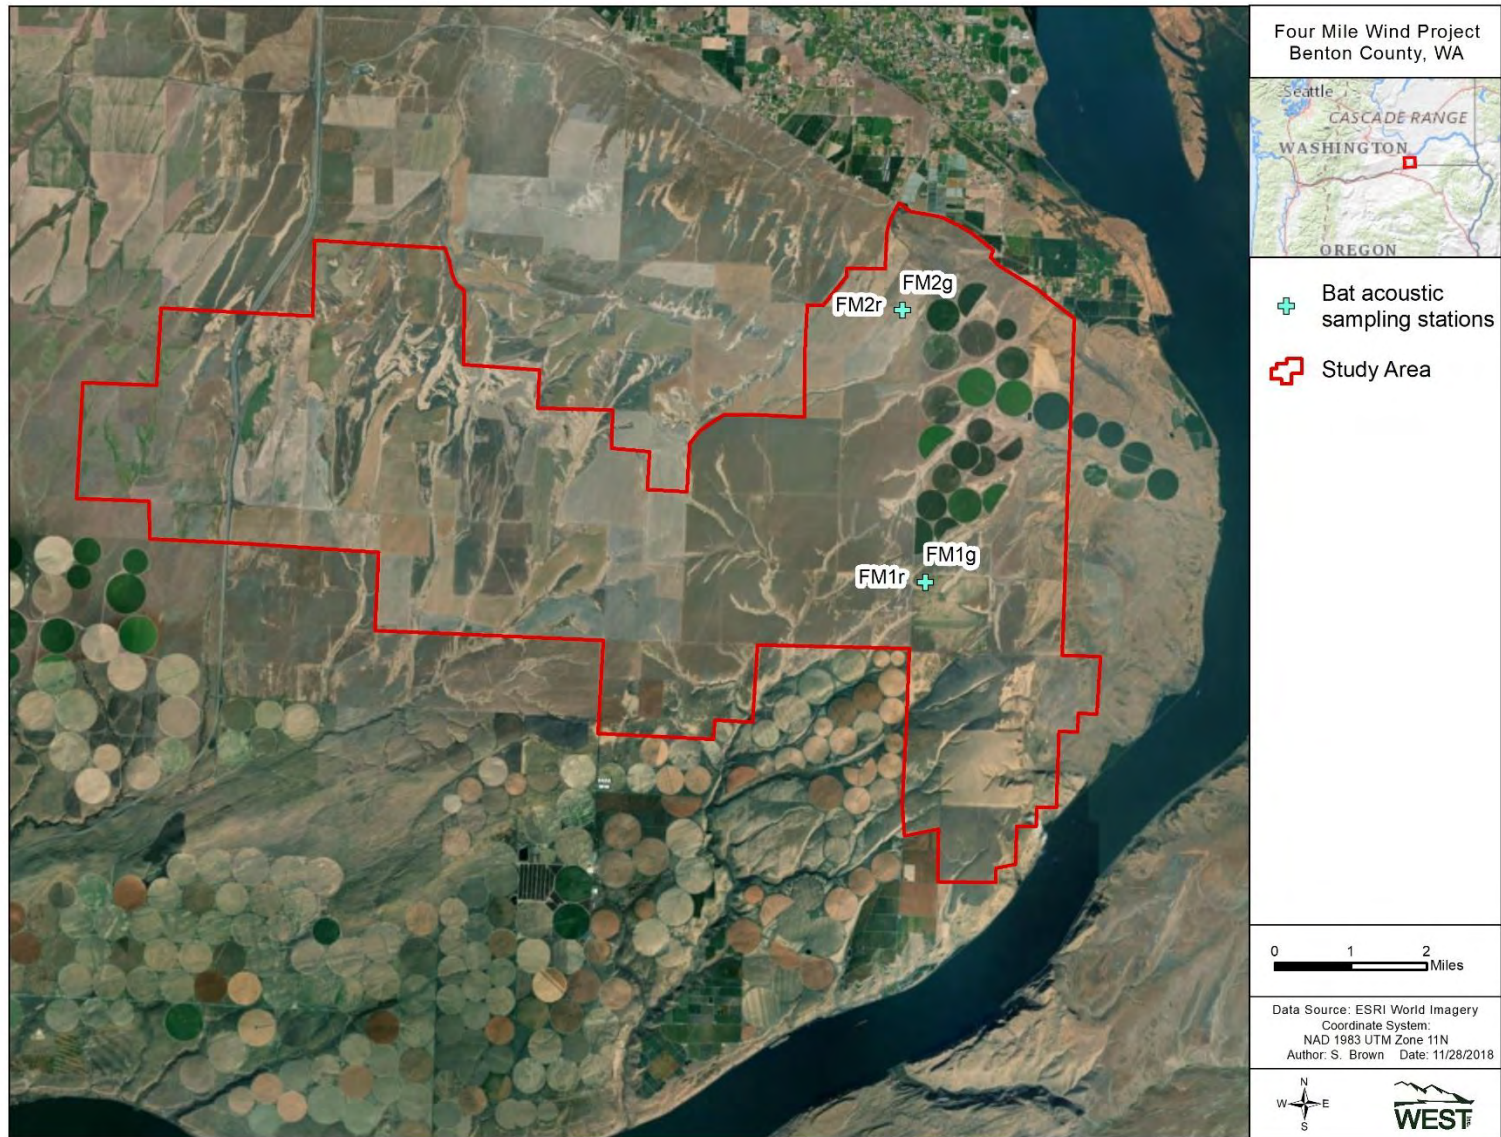 Four Mile Wind Project
Benton County, WA
Seattle
CASCADE RANGE
WASHINGTON
OREGON
FM2g
FM2r
FM1g
FM1r
Bat acoustic
sampling stations
Study Area
0 1 2
Miles
Data Source: ESRI World Imagery
Coordinate System:
NAD 1983 UTM Zone 11N
Author: S. Brown Date: 11/28/2018
N
W E
S
WEST